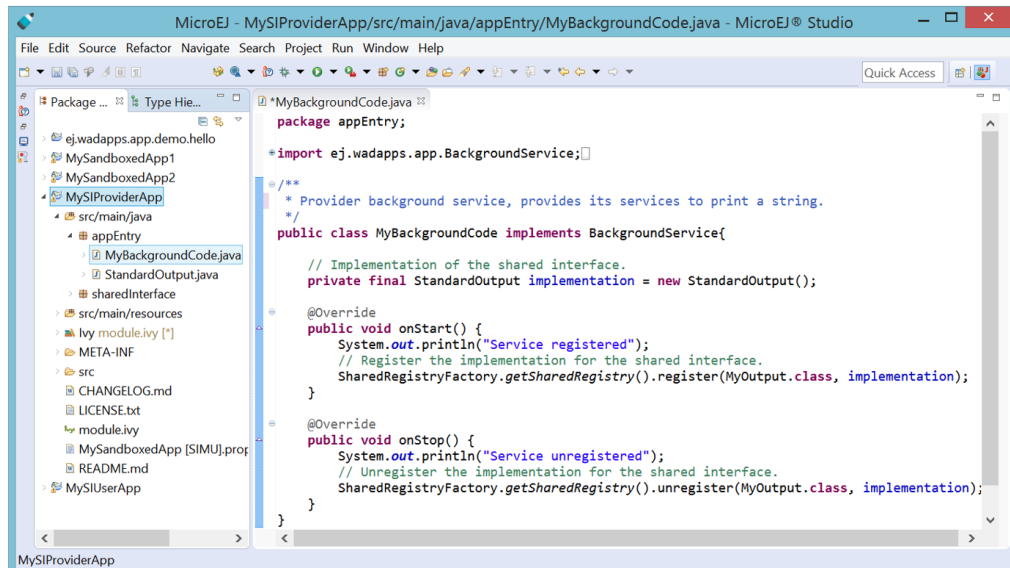 MicroEJ - MySIProviderApp/src/main/java/appEntry/MyBackgroundCode.java - MicroEJ® Studio
File Edit Source Refactor Navigate Search Project Run Window Help
Quick Access
Package ... Type Hie...
ej.wadapps.app.demo.hello
MySandboxedApp1
MySandboxedApp2
MySIProviderApp
src/main/java
appEntry
MyBackgroundCode.java
StandardOutput.java
sharedInterface
src/main/resources
Ivy module.ivy [*]
META-INF
src
CHANGELOG.md
LICENSE.txt
module.ivy
MySandboxedApp [SIMU].prop
README.md
MySIUserApp
*MyBackgroundCode.java
package appEntry;
import ej.wadapps.app.BackgroundService;
/**
* Provider background service, provides its services to print a string.
*/
public class MyBackgroundCode implements BackgroundService{
// Implementation of the shared interface.
private final StandardOutput implementation = new StandardOutput();
@Override
public void onStart() {
System.out.println("Service registered");
// Register the implementation for the shared interface.
SharedRegistryFactory.getSharedRegistry().register(MyOutput.class, implementation);
}
@Override
public void onStop() {
System.out.println("Service unregistered");
// Unregister the implementation for the shared interface.
SharedRegistryFactory.getSharedRegistry().unregister(MyOutput.class, implementation);
}
}
MySIProviderApp